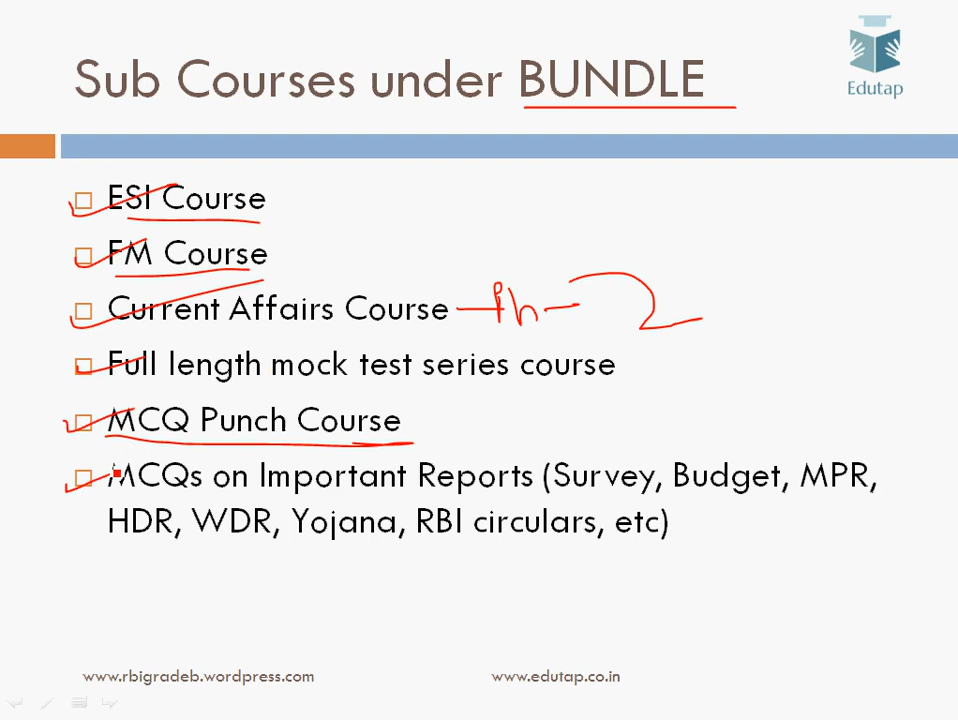 Sub Courses under BUNDLE
Edutap
ESI Course
FM Course
Current Affairs Course
Full length mock test series course
MCQ Punch Course
MCQs on Important Reports (Survey, Budget, MPR,
HDR, WDR, Yojana, RBI circulars, etc)
www.rbigradeb.wordpress.com
www.edutap.co.in